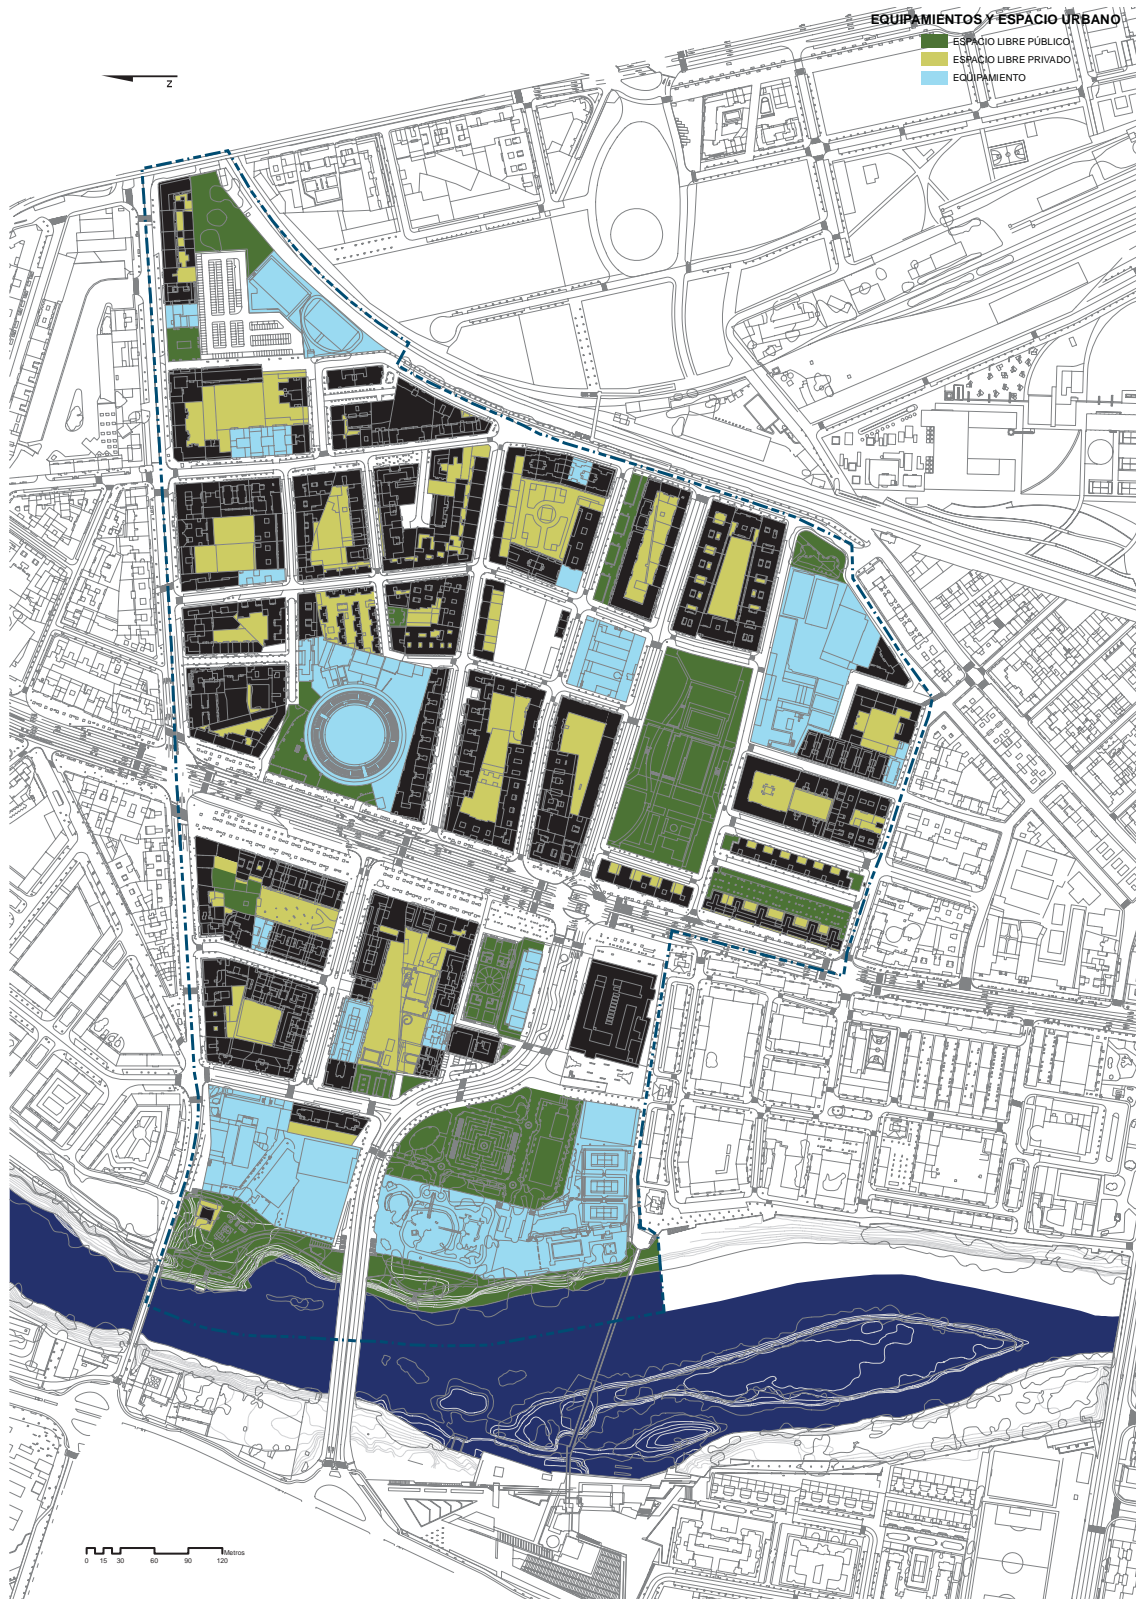 EQUIPAMIENTOS Y ESPACIO URBANO
ESPACIO LIBRE PÚBLICO
ESPACIO LIBRE PRIVADO
EQUIPAMIENTO
Z
Metros
0 15 30 60 90 120